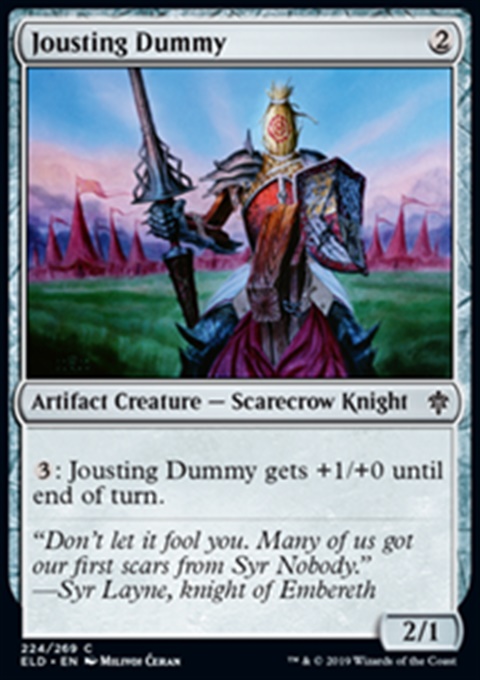 Jousting Dummy 2
Artifact Creature — Scarecrow Knight
3: Jousting Dummy gets +1/+0 until
end of turn.
“Don’t let it fool you. Many of us got
our first scars from Syr Nobody.”
—Syr Layne, knight of Embereth
2/1
224/269 C
ELD • EN Milivoj Ćeran
™ & © 2019 Wizards of the Coast